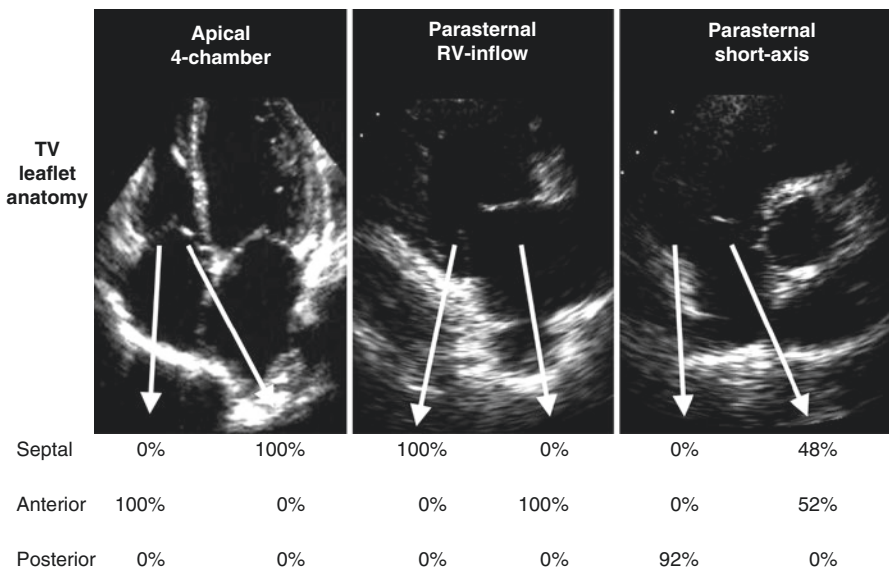 Apical
4-chamber
Parasternal
RV-inflow
Parasternal
short-axis
TV
leaflet
anatomy
Septal 0% 100% 100% 0% 0% 48%
Anterior 100% 0% 0% 100% 0% 52%
Posterior 0% 0% 0% 0% 92% 0%